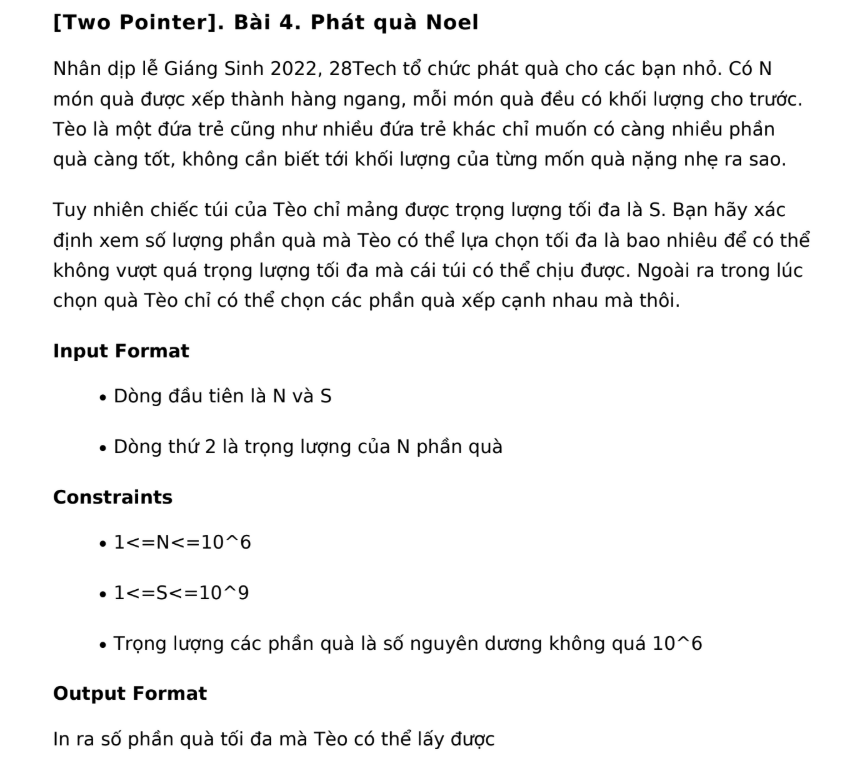 [Two Pointer]. Bài 4. Phát quà Noel
Nhân dịp lễ Giáng Sinh 2022, 28Tech tổ chức phát quà cho các bạn nhỏ. Có N
món quà được xếp thành hàng ngang, mỗi món quà đều có khối lượng cho trước.
Tèo là một đứa trẻ cũng như nhiều đứa trẻ khác chỉ muốn có càng nhiều phần
quà càng tốt, không cần biết tới khối lượng của từng mốn quà nặng nhẹ ra sao.
Tuy nhiên chiếc túi của Tèo chỉ mảng được trọng lượng tối đa là S. Bạn hãy xác
định xem số lượng phần quà mà Tèo có thể lựa chọn tối đa là bao nhiêu để có thể
không vượt quá trọng lượng tối đa mà cái túi có thể chịu được. Ngoài ra trong lúc
chọn quà Tèo chỉ có thể chọn các phần quà xếp cạnh nhau mà thôi.
Input Format
• Dòng đầu tiên là N và S
• Dòng thứ 2 là trọng lượng của N phần quà
Constraints
• 1<=N<=10^6
• 1<=S<=10^9
• Trọng lượng các phần quà là số nguyên dương không quá 10^6
Output Format
In ra số phần quà tối đa mà Tèo có thể lấy được